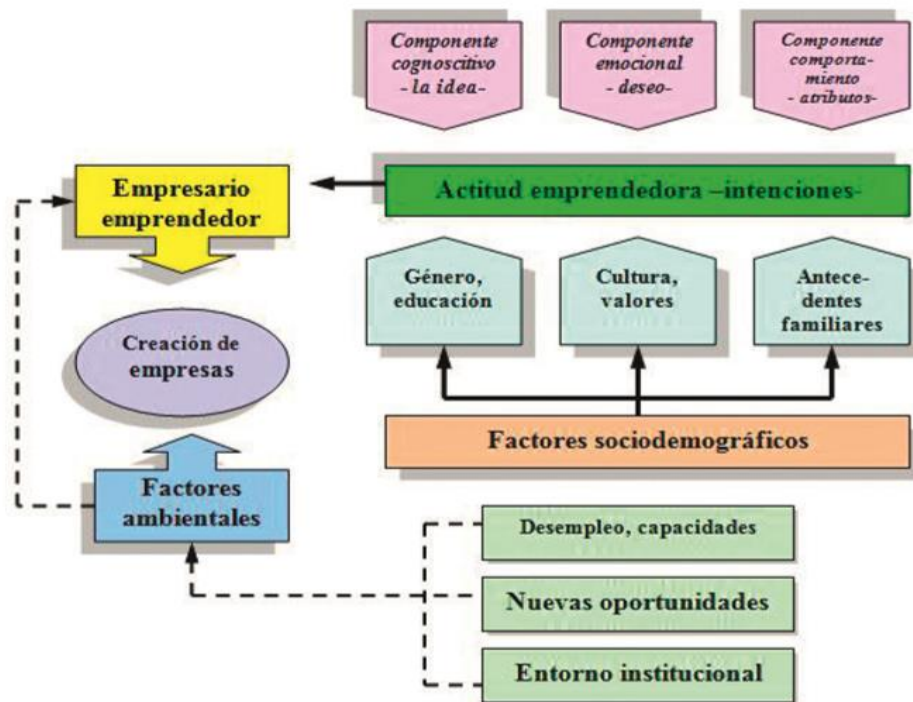 Componente
cognoscitivo
- la idea-
Componente
emocional
- deseo-
Componente
comporta-
miento
- atributos-
Empresario
emprendedor
Actitud emprendedora –intenciones-
Género,
educación
Cultura,
valores
Antece-
dentes
familiares
Creación de
empresas
Factores sociodemográficos
Factores
ambientales
Desempleo, capacidades
Nuevas oportunidades
Entorno institucional